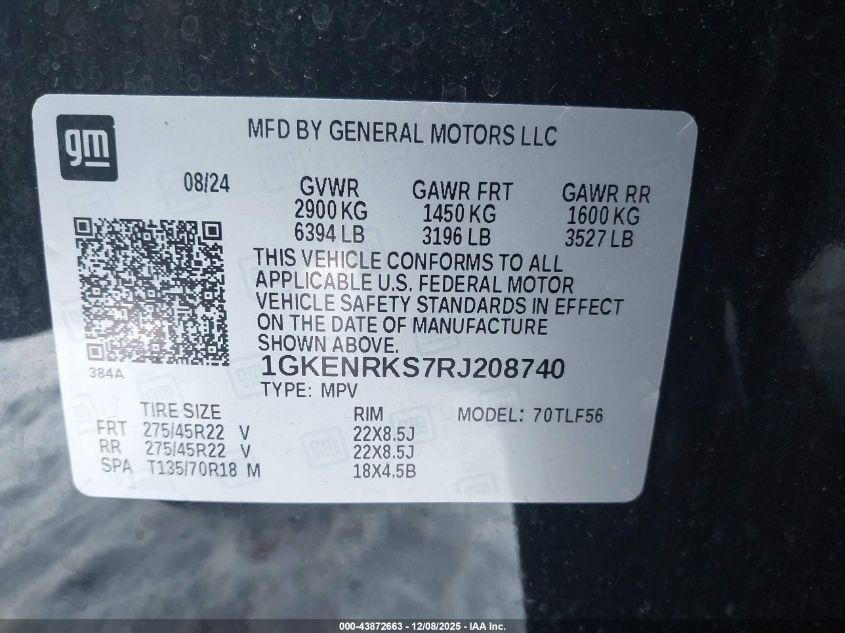 gm
MFD BY GENERAL MOTORS LLC
08/24 GVWR GAWR FRT GAWR RR
2900 KG 1450 KG 1600 KG
6394 LB 3196 LB 3527 LB
THIS VEHICLE CONFORMS TO ALL
APPLICABLE U.S. FEDERAL MOTOR
VEHICLE SAFETY STANDARDS IN EFFECT
ON THE DATE OF MANUFACTURE
SHOWN ABOVE.
384A
1GKENRKS7RJ208740
TYPE: MPV
TIRE SIZE RIM MODEL: 70TLF56
FRT 275/45R22 V 22X8.5J
RR 275/45R22 V 22X8.5J
SPA T135/70R18 M 18X4.5B
000-43872663 - 12/08/2025 - IAA Inc.